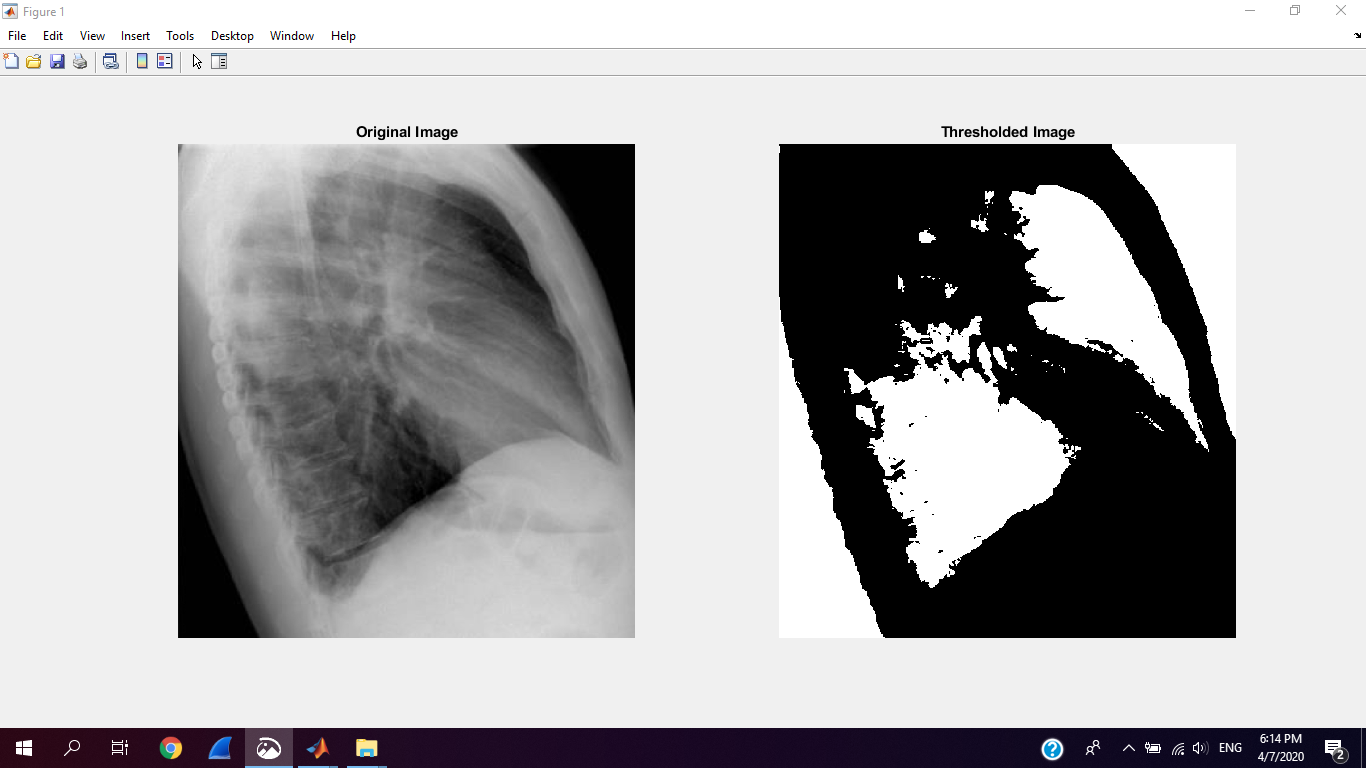 Figure 1
File Edit View Insert Tools Desktop Window Help
Original Image
Thresholded Image
ENG
6:14 PM
4/7/2020
2